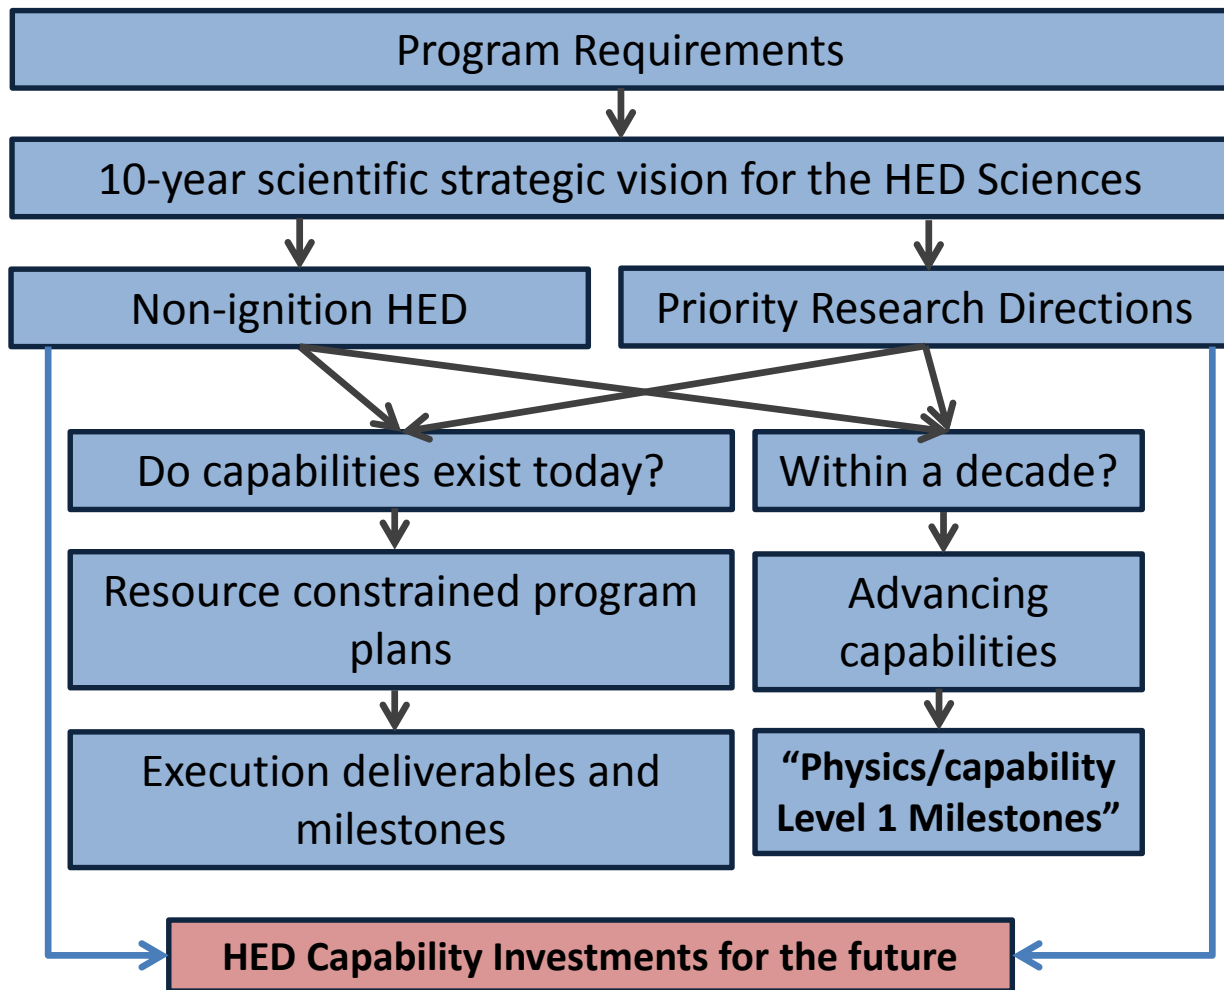 Program Requirements
10-year scientific strategic vision for the HED Sciences
Non-ignition HED
Priority Research Directions
Do capabilities exist today?
Within a decade?
Resource constrained program
plans
Advancing
capabilities
Execution deliverables and
milestones
“Physics/capability
Level 1 Milestones”
HED Capability Investments for the future